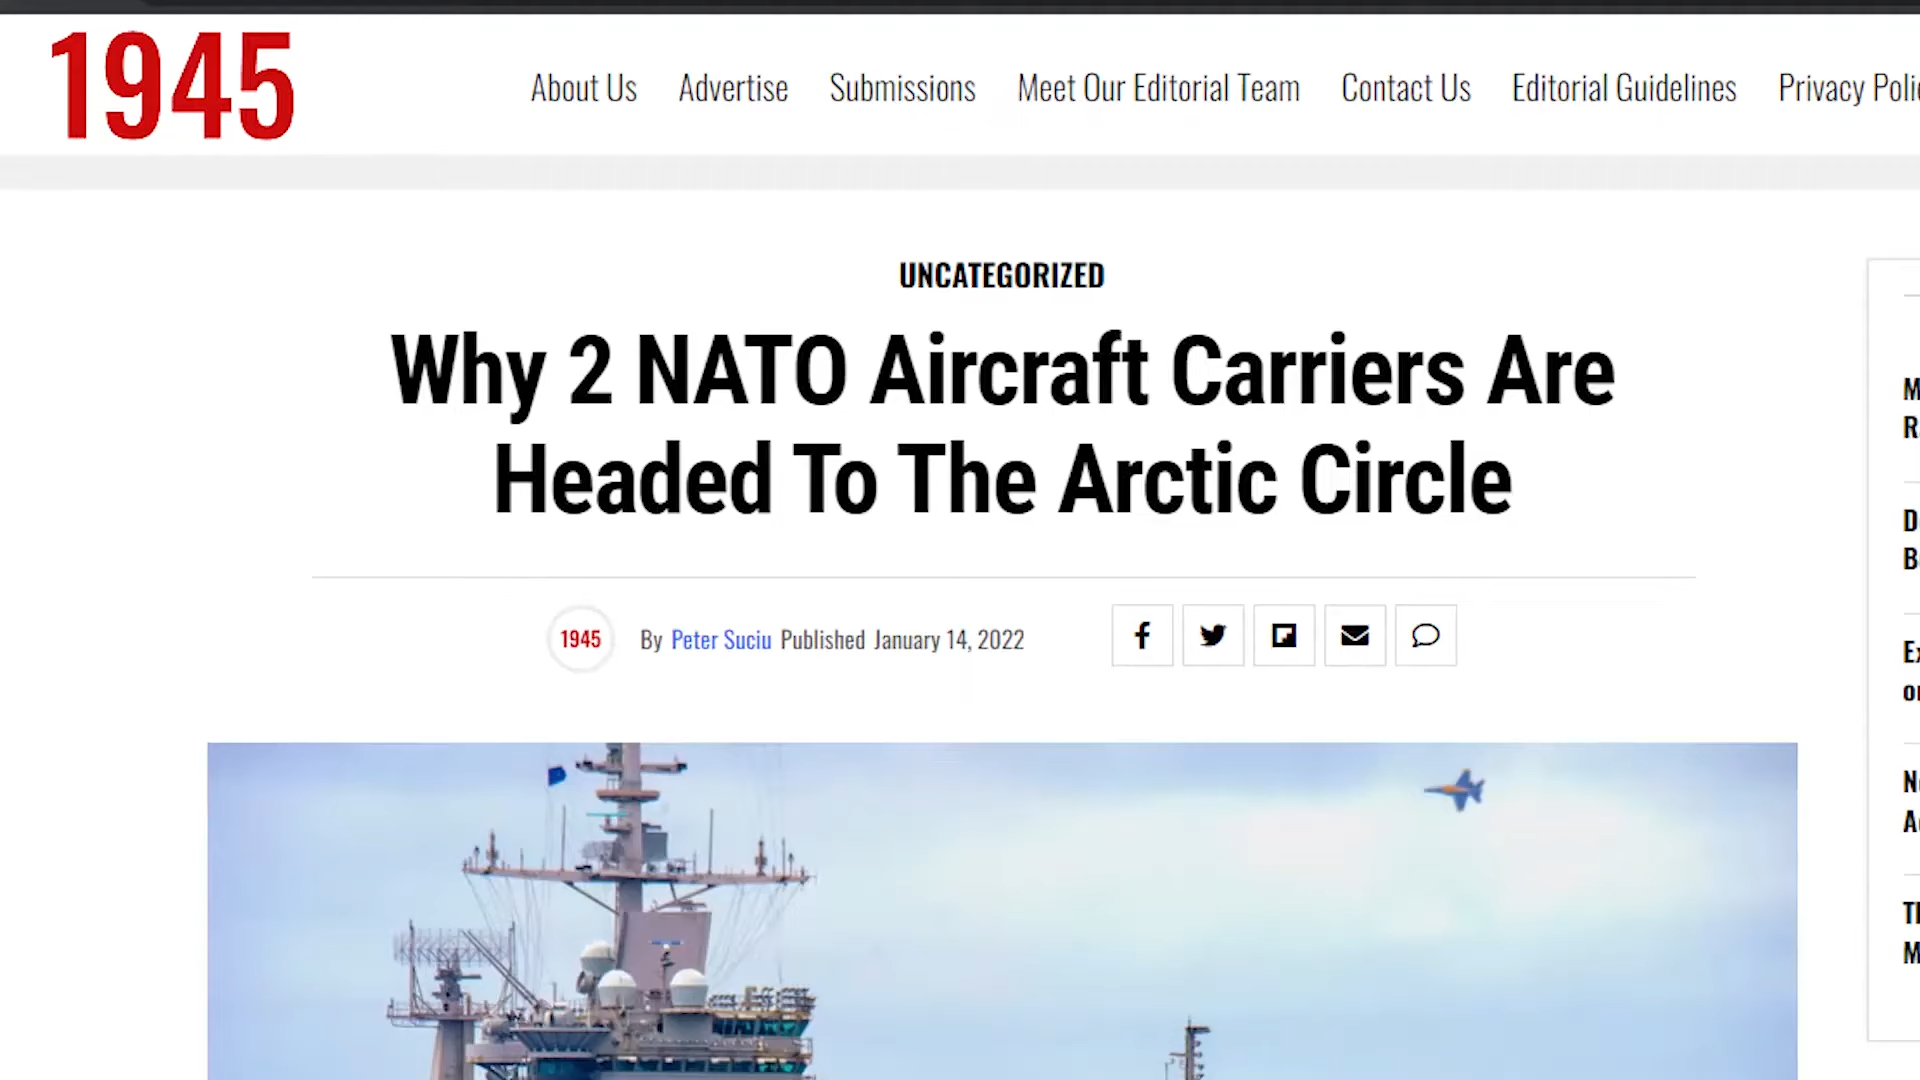 1945
About Us Advertise Submissions Meet Our Editorial Team Contact Us Editorial Guidelines Privacy
UNCATEGORIZED
Why 2 NATO Aircraft Carriers Are
Headed To The Arctic Circle
1945 By Peter Suciu Published January 14, 2022